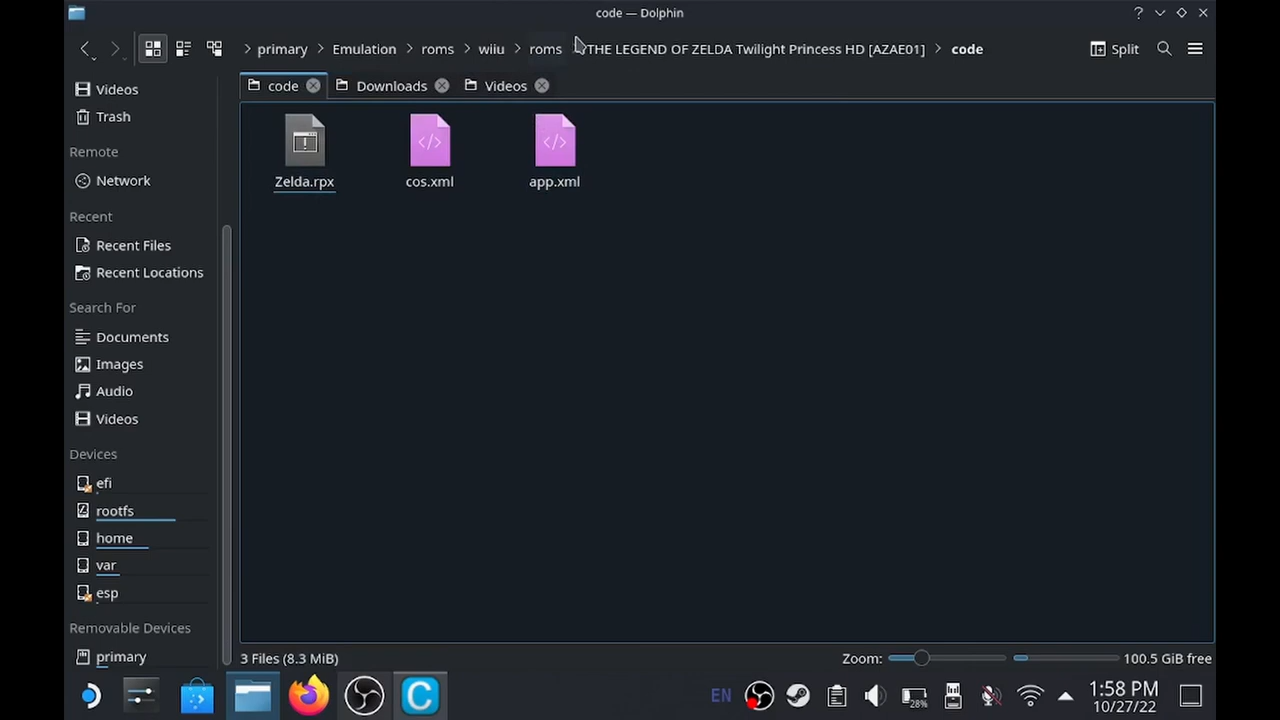 code — Dolphin
primary
Emulation
roms
wiiu
roms
THE LEGEND OF ZELDA Twilight Princess HD [AZAE01]
code
Split
code
Downloads
Videos
Videos
Trash
Remote
Network
Recent
Recent Files
Recent Locations
Search For
Documents
Images
Audio
Videos
Devices
efi
rootfs
home
var
esp
Removable Devices
primary
Zelda.rpx
cos.xml
app.xml
3 Files (8.3 MiB)
Zoom:
100.5 GiB free
EN
28%
1:58 PM
10/27/22